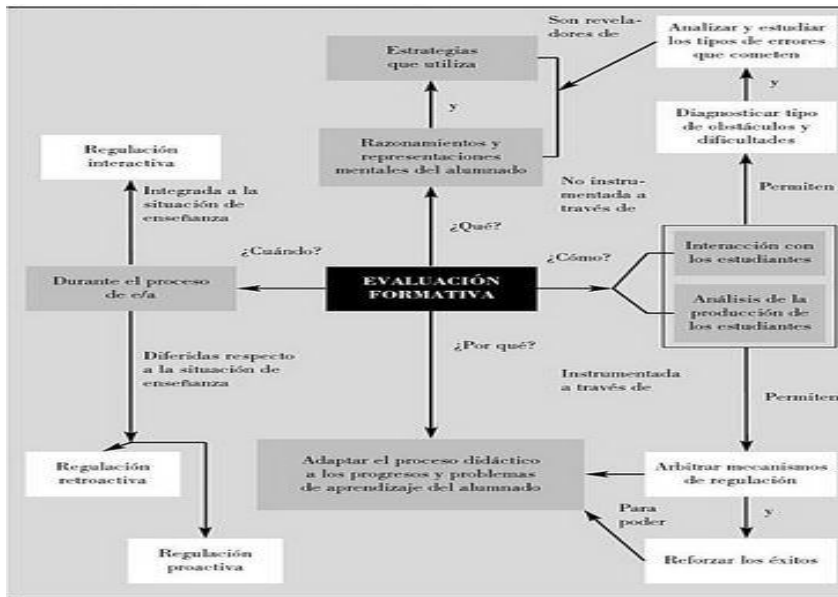 Estrategias
que utiliza
y
Razonamientos y
representaciones
mentales del alumnado
¿Qué?
Son revela-
dores de
Analizar y estudiar
los tipos de errores
que cometen
y
Diagnosticar tipo
de obstáculos y
dificultades
Permiten
No instru-
mentada a
través de
Regulación
interactiva
Integrada a la
situación de
enseñanza
¿Cuándo?
Durante el proceso
de e/a
EVALUACIÓN
FORMATIVA
¿Cómo?
Interacción con
los estudiantes
Análisis de la
producción de
los estudiantes
Diferidas respecto
a la situación de
enseñanza
¿Por qué?
Instrumentada
a través de
Permiten
Regulación
retroactiva
Regulación
proactiva
Adaptar el proceso didáctico
a los progresos y problemas
de aprendizaje del alumnado
Arbitrar mecanismos
de regulación
y
Para
poder
Reforzar los éxitos